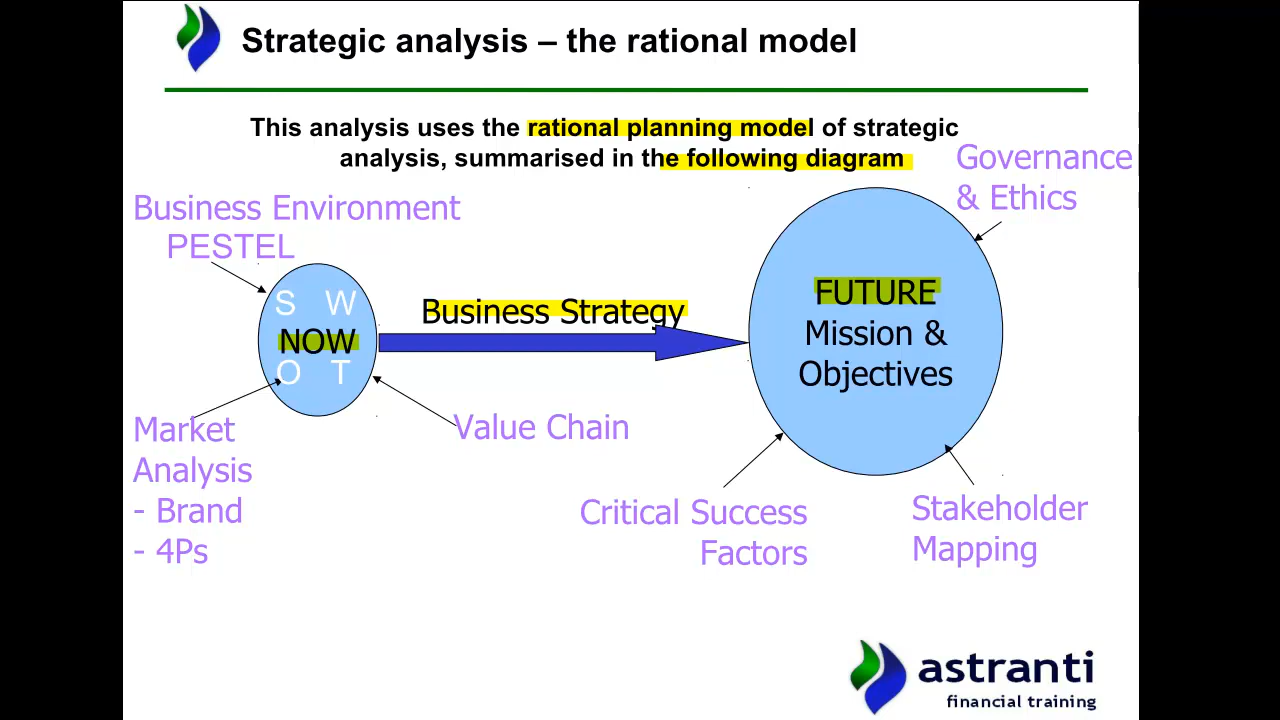 Strategic analysis – the rational model
This analysis uses the rational planning model of strategic
analysis, summarised in the following diagram
Governance
& Ethics
Business Environment
PESTEL
S W
NOW
O T
Business Strategy
FUTURE
Mission &
Objectives
Market
Analysis
- Brand
- 4Ps
Value Chain
Critical Success
Factors
Stakeholder
Mapping
astranti
financial training